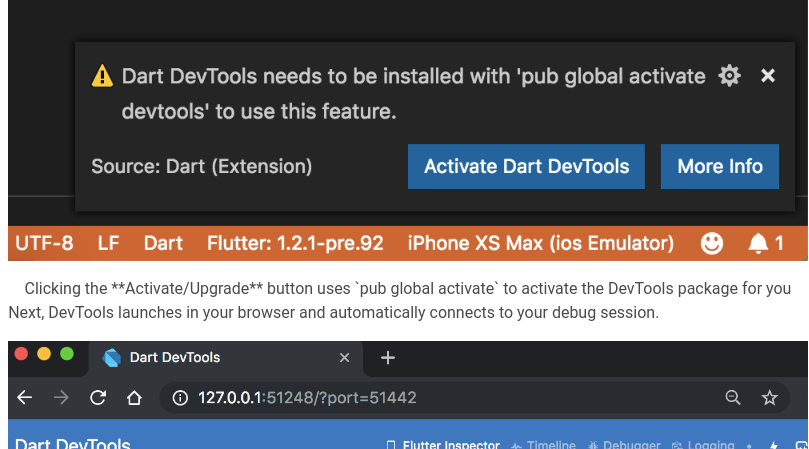 Dart DevTools needs to be installed with 'pub global activate
devtools' to use this feature.
Source: Dart (Extension) Activate Dart DevTools More Info
UTF-8 LF Dart Flutter: 1.2.1-pre.92 iPhone XS Max (ios Emulator) 1
Clicking the **Activate/Upgrade** button uses `pub global activate` to activate the DevTools package for you
Next, DevTools launches in your browser and automatically connects to your debug session.
Dart DevTools
127.0.0.1:51248/?port=51442
Dart DevTools Flutter Inspector Timeline Debugger Logging